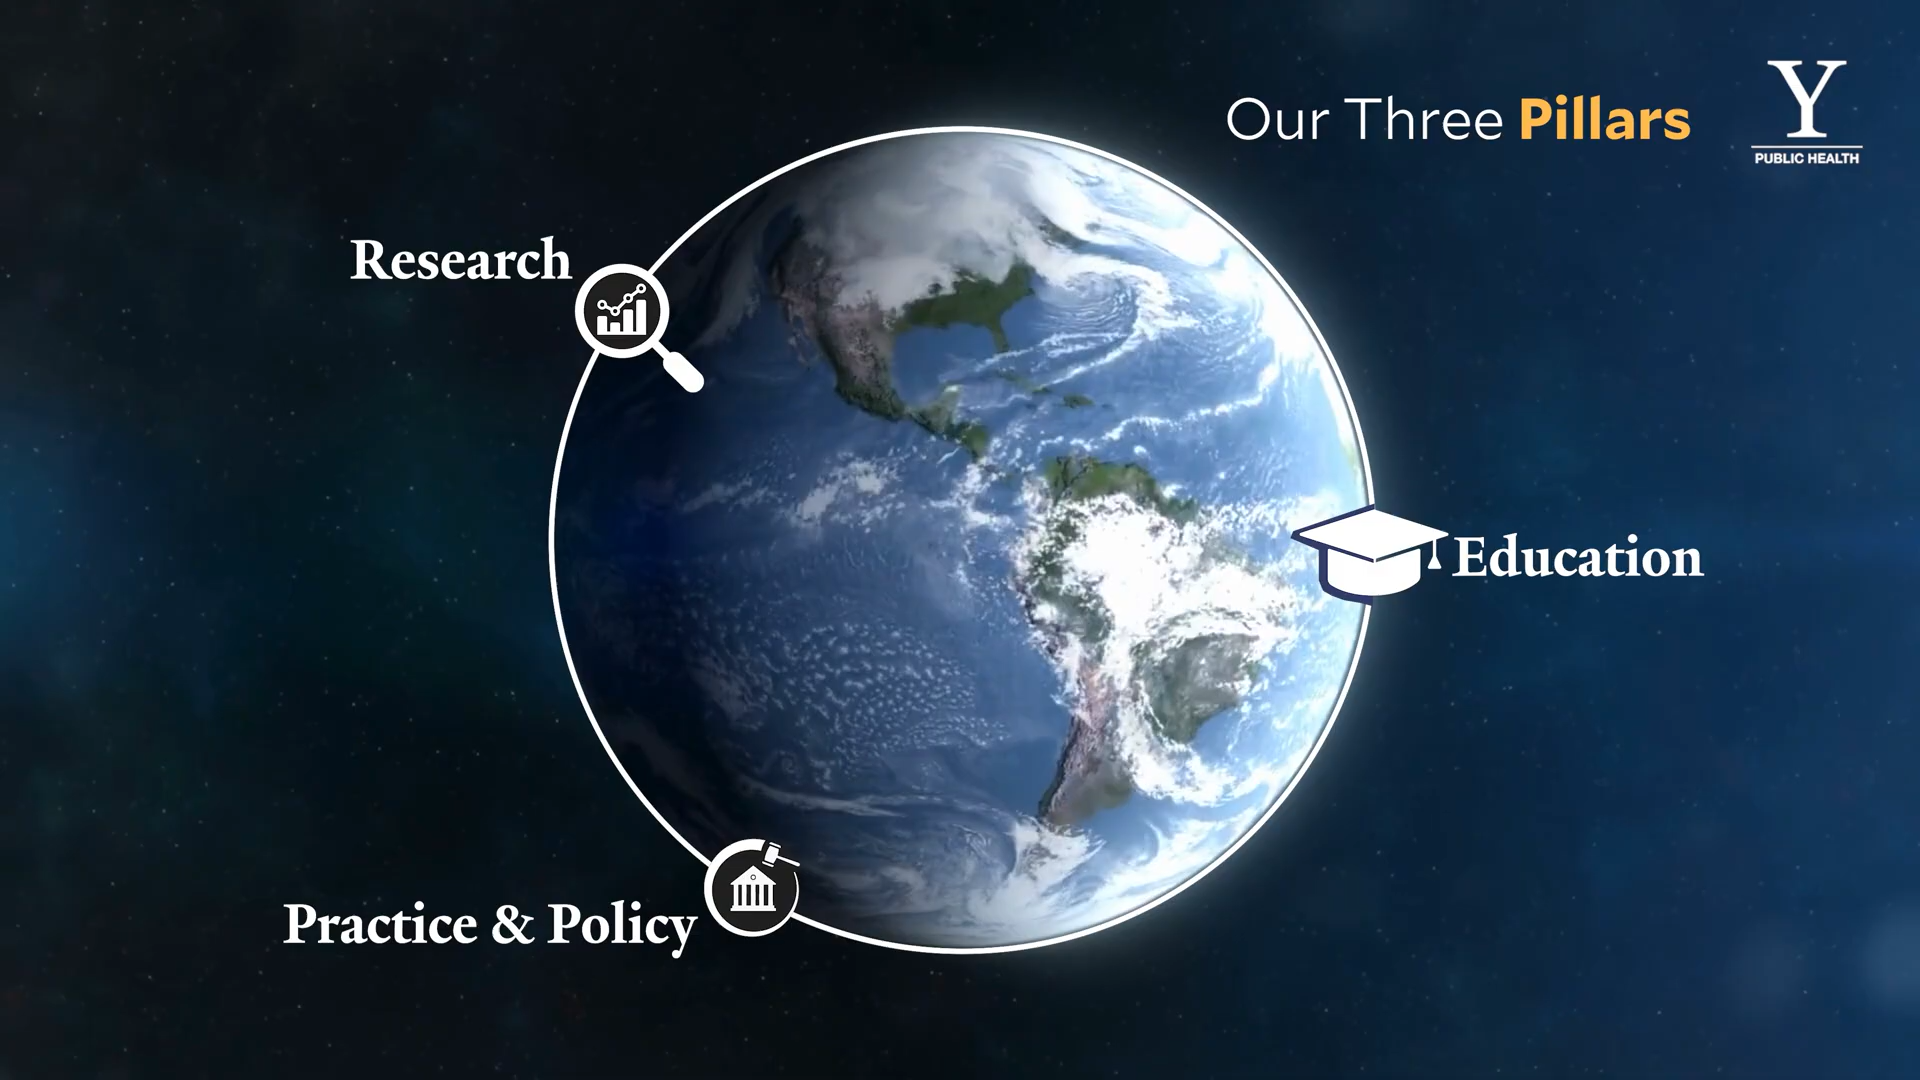 Our Three Pillars
Y
PUBLIC HEALTH
Research
Education
Practice & Policy